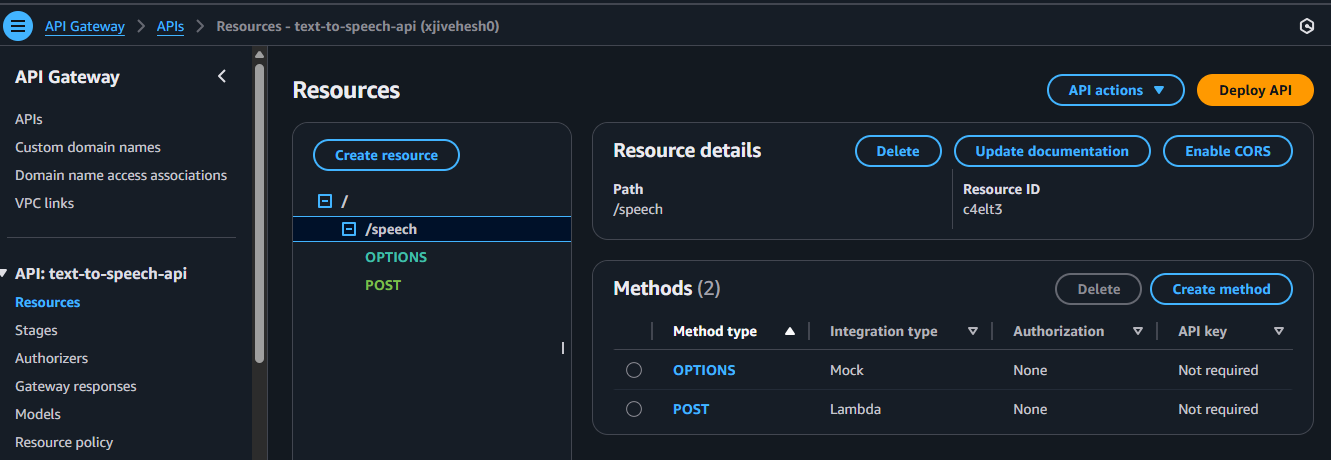 API Gateway > APIs > Resources - text-to-speech-api (xjivehesh0)
API Gateway
APIs
Custom domain names
Domain name access associations
VPC links
API: text-to-speech-api
Resources
Stages
Authorizers
Gateway responses
Models
Resource policy
Resources
API actions
Deploy API
Create resource
/
/speech
OPTIONS
POST
Resource details
Delete
Update documentation
Enable CORS
Path
/speech
Resource ID
c4elt3
Methods (2)
Delete
Create method
Method type Integration type Authorization API key
OPTIONS Mock None Not required
POST Lambda None Not required